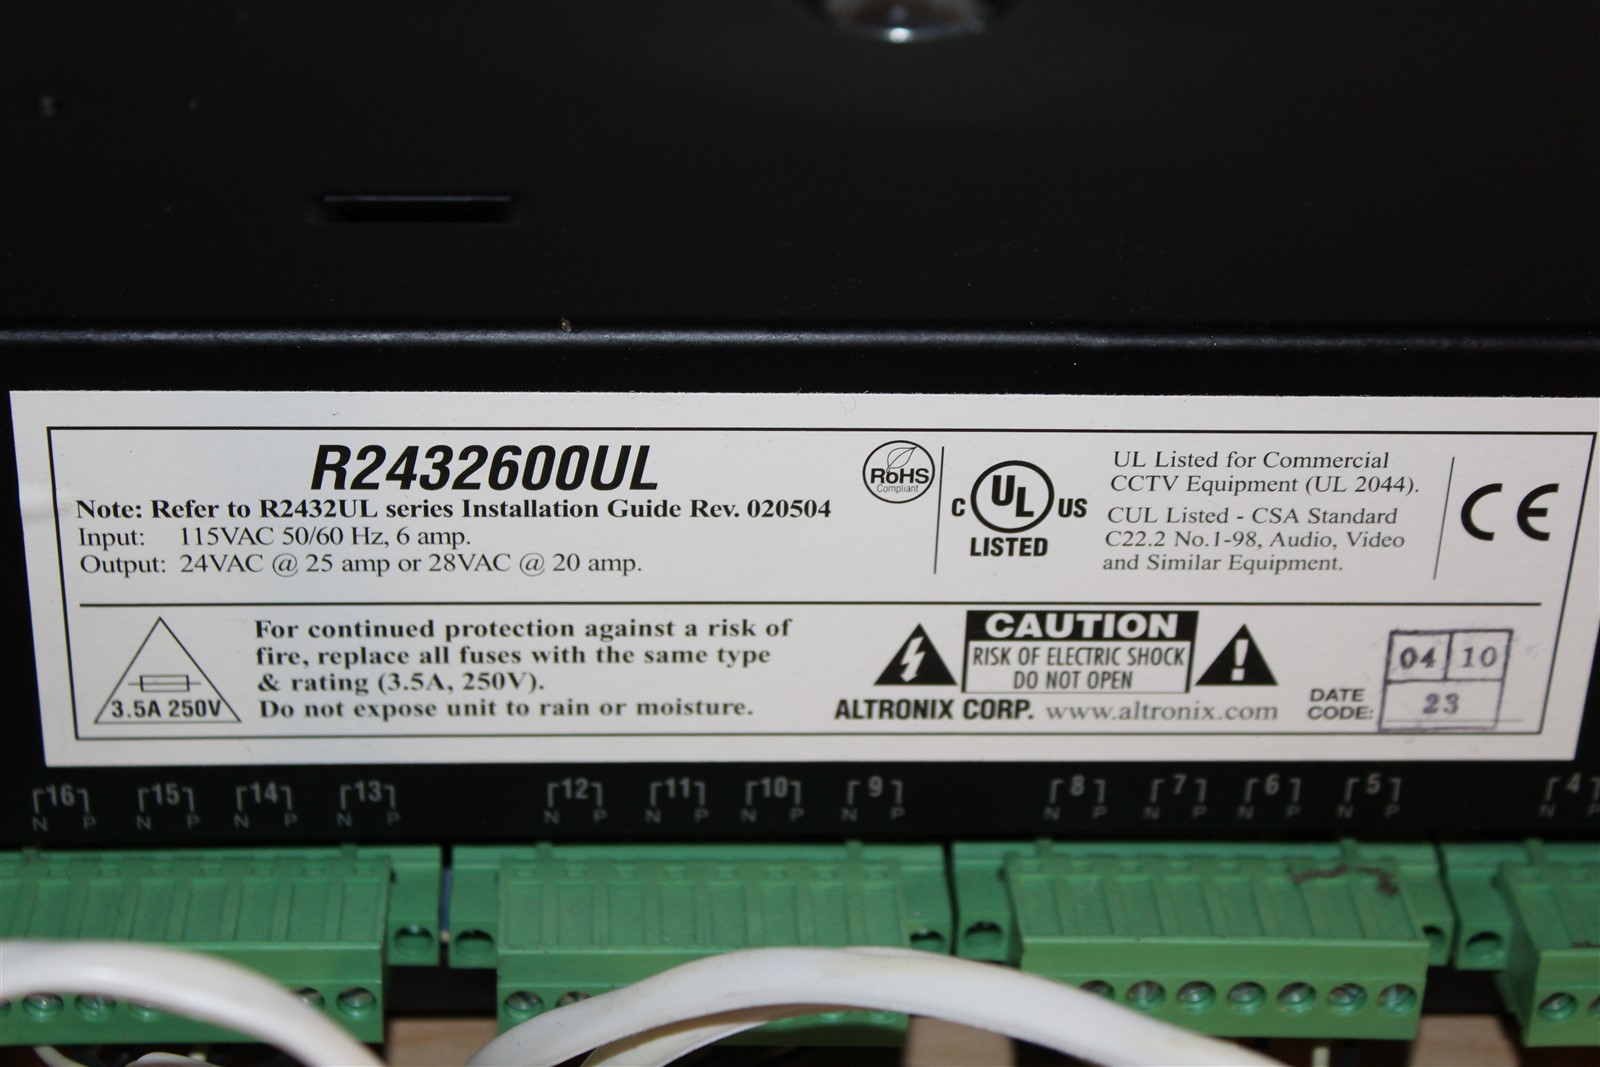 R2432600UL
Note: Refer to R2432UL series Installation Guide Rev. 020504
Input: 115VAC 50/60 Hz, 6 amp.
Output: 24VAC @ 25 amp or 28VAC @ 20 amp.
RoHS
Compliant
C UL US
LISTED
UL Listed for Commercial
CCTV Equipment (UL 2044).
CUL Listed - CSA Standard
C22.2 No.1-98, Audio, Video
and Similar Equipment.
CE
3.5A 250V
For continued protection against a risk of
fire, replace all fuses with the same type
& rating (3.5A, 250V).
Do not expose unit to rain or moisture.
CAUTION
RISK OF ELECTRIC SHOCK
DO NOT OPEN
!
ALTRONIX CORP. www.altronix.com
DATE
CODE:
04 10
23
16 15 14 13 12 11 10 9 8 7 6 5 4
N P N P N P N P N P N P N P N P N P N P N P N P N P